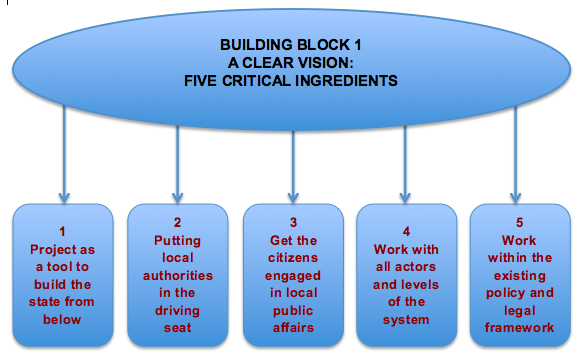 BUILDING BLOCK 1
A CLEAR VISION:
FIVE CRITICAL INGREDIENTS
1
Project as
a tool to
build the
state from
below
2
Putting
local
authorities
in the
driving
seat
3
Get the
citizens
engaged
in local
public
affairs
4
Work with
all actors
and levels
of the
system
5
Work
within the
existing
policy and
legal
framework